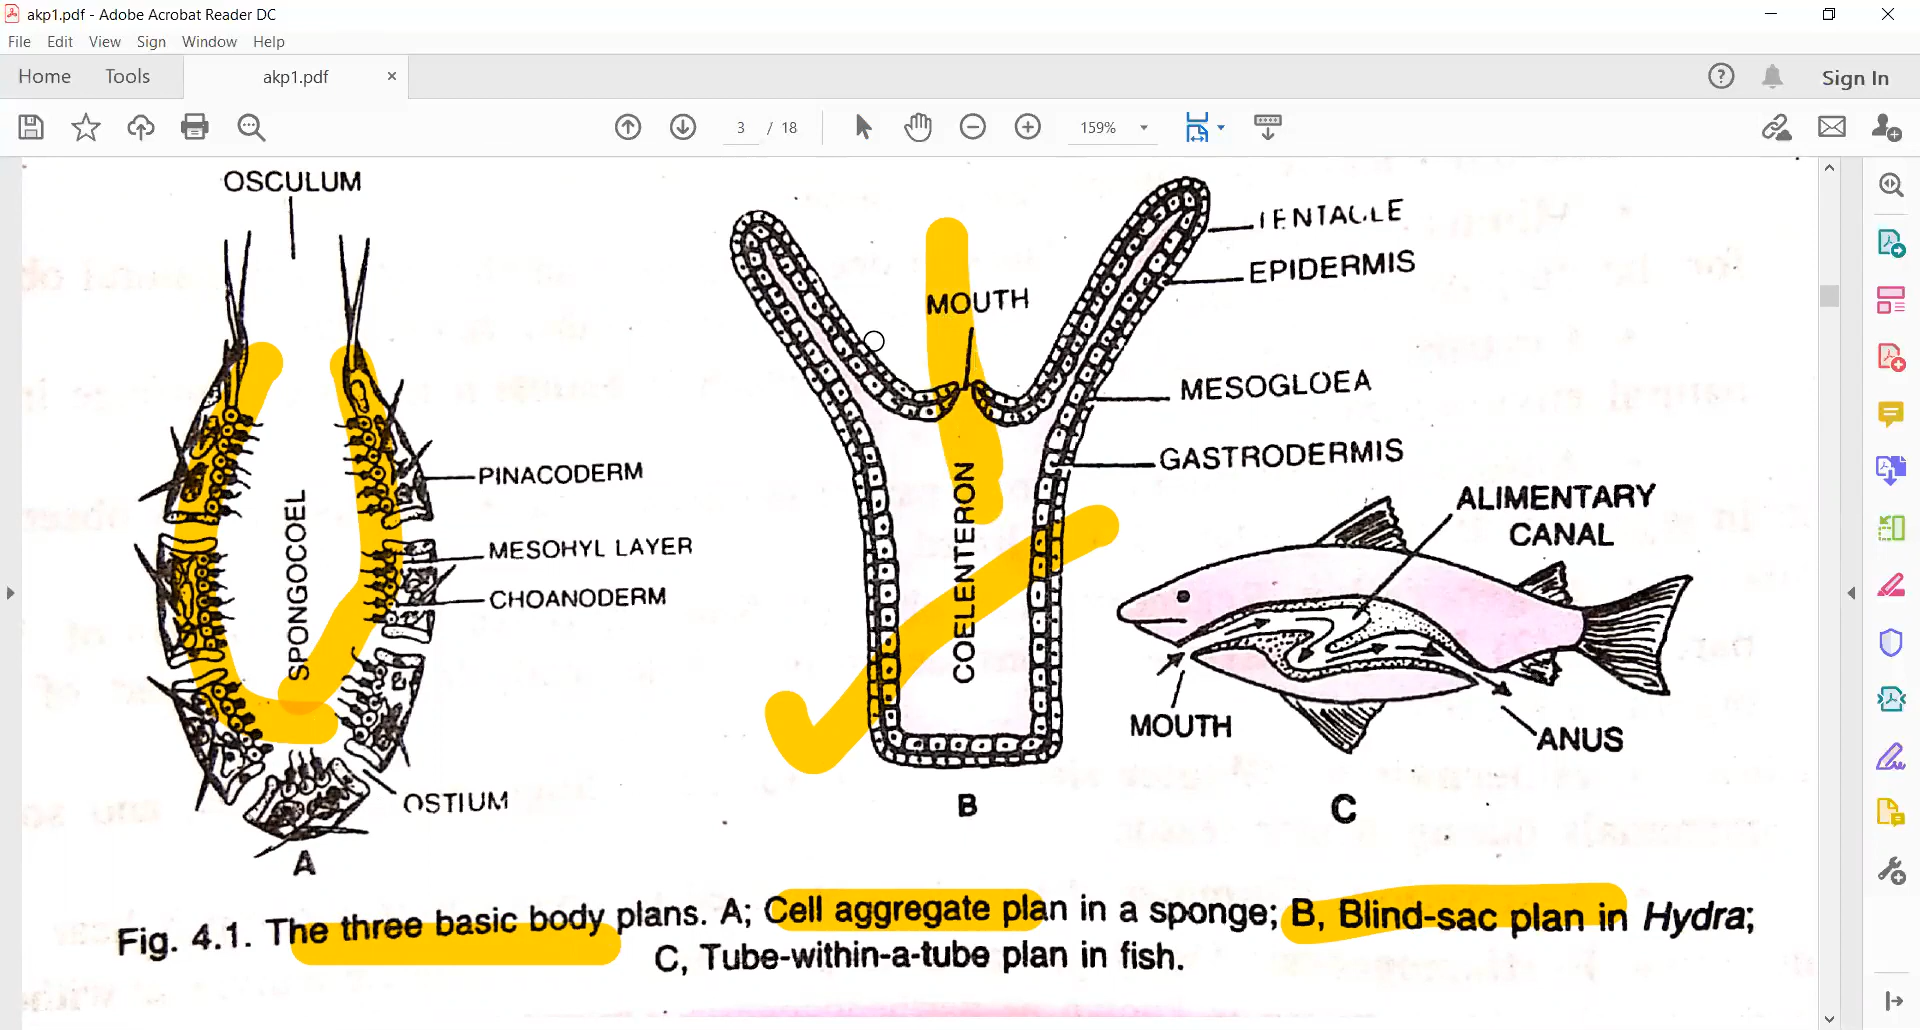 akp1.pdf - Adobe Acrobat Reader DC
File Edit View Sign Window Help
Home Tools akp1.pdf × Sign In
3 / 18 159%
OSCULUM
SPONGOCOEL
PINACODERM
MESOHYL LAYER
CHOANODERM
OSTIUM
A
MOUTH
TENTACLE
EPIDERMIS
MESOGLOEA
GASTRODERMIS
COELENTERON
B
ALIMENTARY
CANAL
MOUTH
ANUS
C
Fig. 4.1. The three basic body plans. A; Cell aggregate plan in a sponge; B, Blind-sac plan in Hydra;
C, Tube-within-a-tube plan in fish.